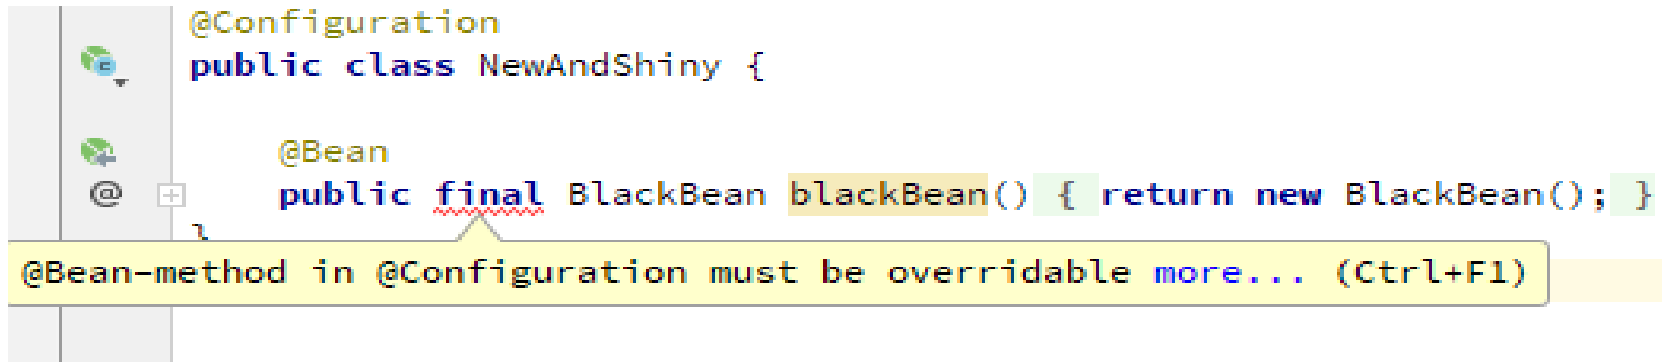 @Configuration
public class NewAndShiny {
@Bean
@ public final BlackBean blackBean() { return new BlackBean(); }
}
@Bean-method in @Configuration must be overridable more... (Ctrl+F1)